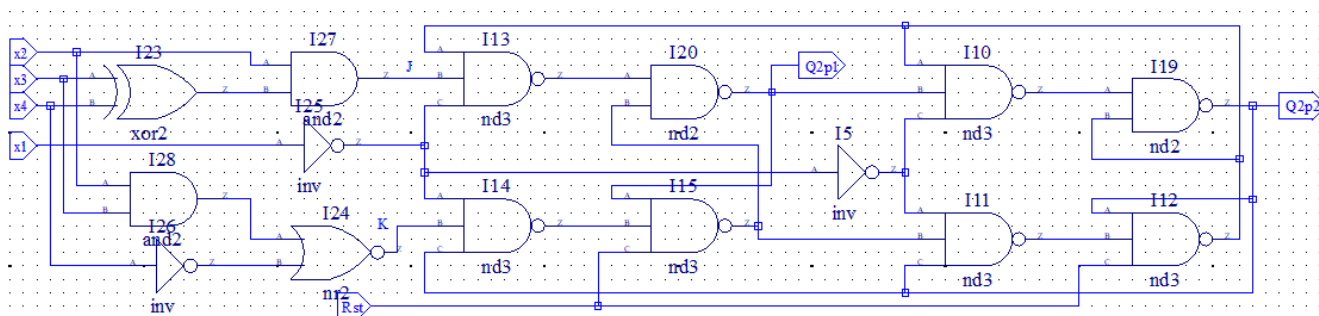 x2
x3
x4
x1
I23
xor2
I27
and2
J
I25
inv
I28
and2
I26
inv
I24
nr2
K
Rst
I13
nd3
I20
nd2
Q2p1
I14
nd3
I15
nd3
I5
inv
I10
nd3
I19
nd2
Q2p2
I11
nd3
I12
nd3
A
B
Z
A
B
Z
A
Z
A
B
Z
A
Z
A
B
Z
A
B
C
Z
A
B
Z
A
B
C
Z
A
B
C
Z
A
Z
A
B
C
Z
A
B
Z
A
B
C
Z
A
B
C
Z